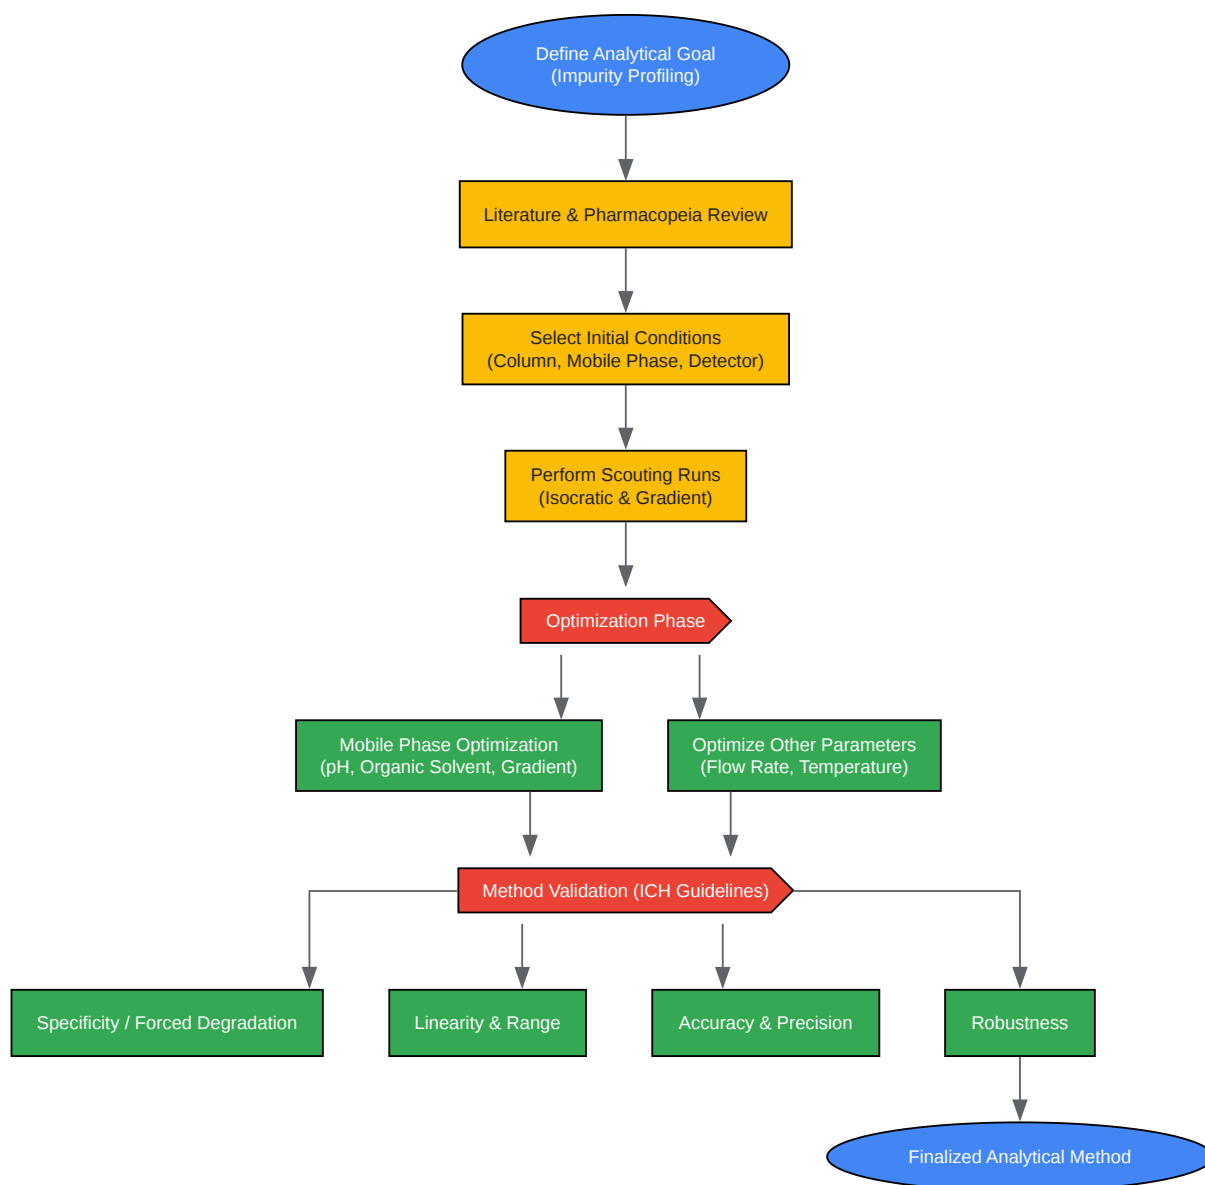 Define Analytical Goal
(Impurity Profiling)
Literature & Pharmacopeia Review
Select Initial Conditions
(Column, Mobile Phase, Detector)
Perform Scouting Runs
(Isocratic & Gradient)
Optimization Phase
Mobile Phase Optimization
(pH, Organic Solvent, Gradient)
Optimize Other Parameters
(Flow Rate, Temperature)
Method Validation (ICH Guidelines)
Specificity / Forced Degradation
Linearity & Range
Accuracy & Precision
Robustness
Finalized Analytical Method